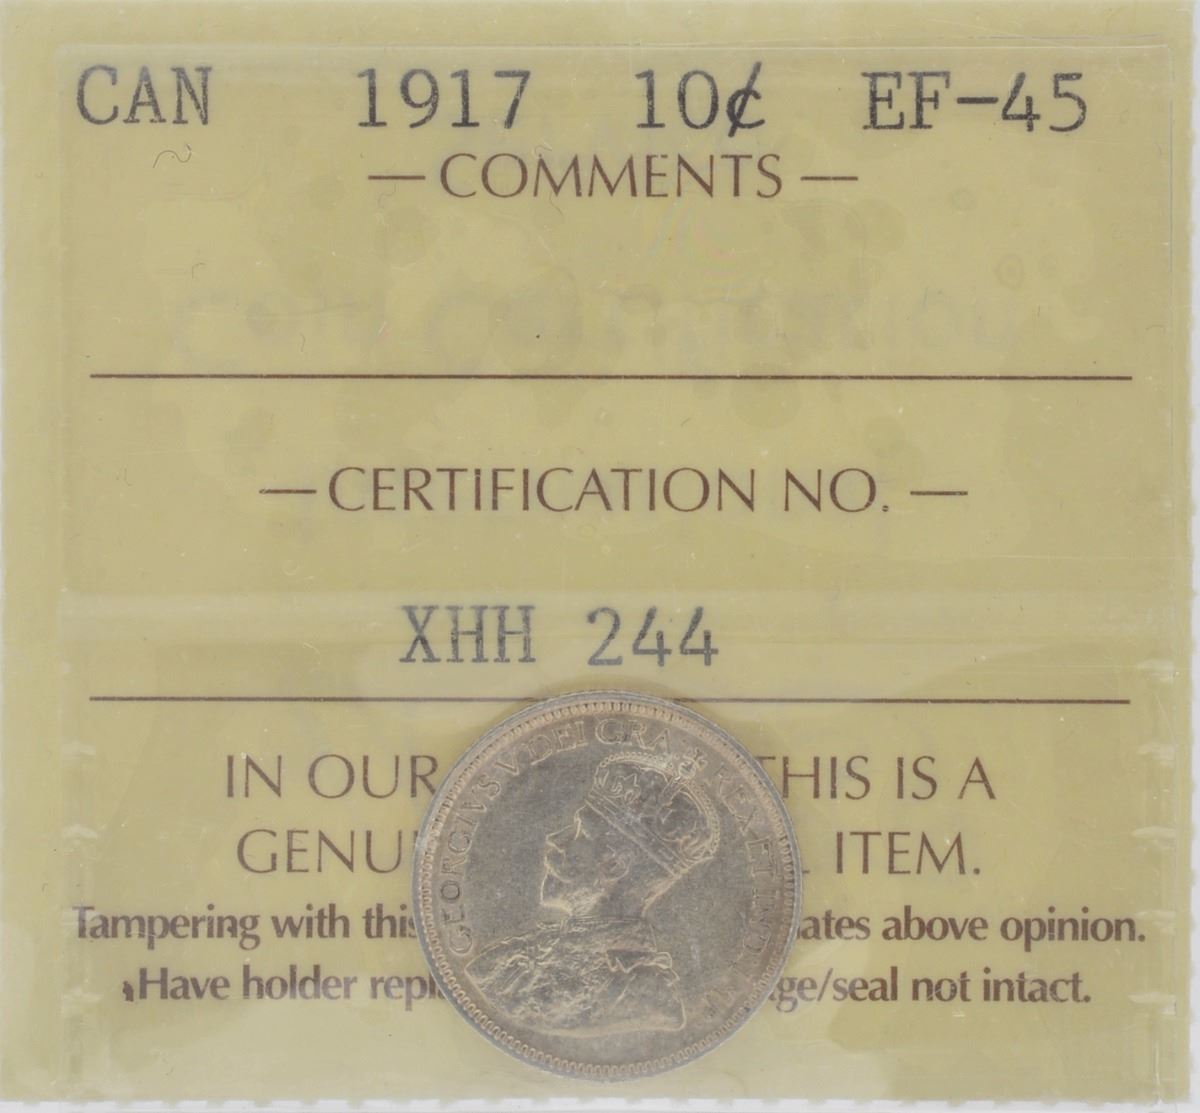 CAN 1917 10¢ EF-45
— COMMENTS —
— CERTIFICATION NO. —
XHH 244
IN OUR THIS IS A
GENU ITEM.
Tampering with this ates above opinion.
Have holder repl ge/seal not intact.
GEORGIVS V DEI GRA: REX ET IND: IMP: